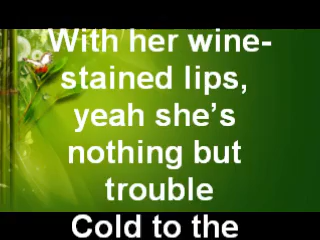 With her wine-
stained lips,
yeah she’s
nothing but
trouble
Cold to the